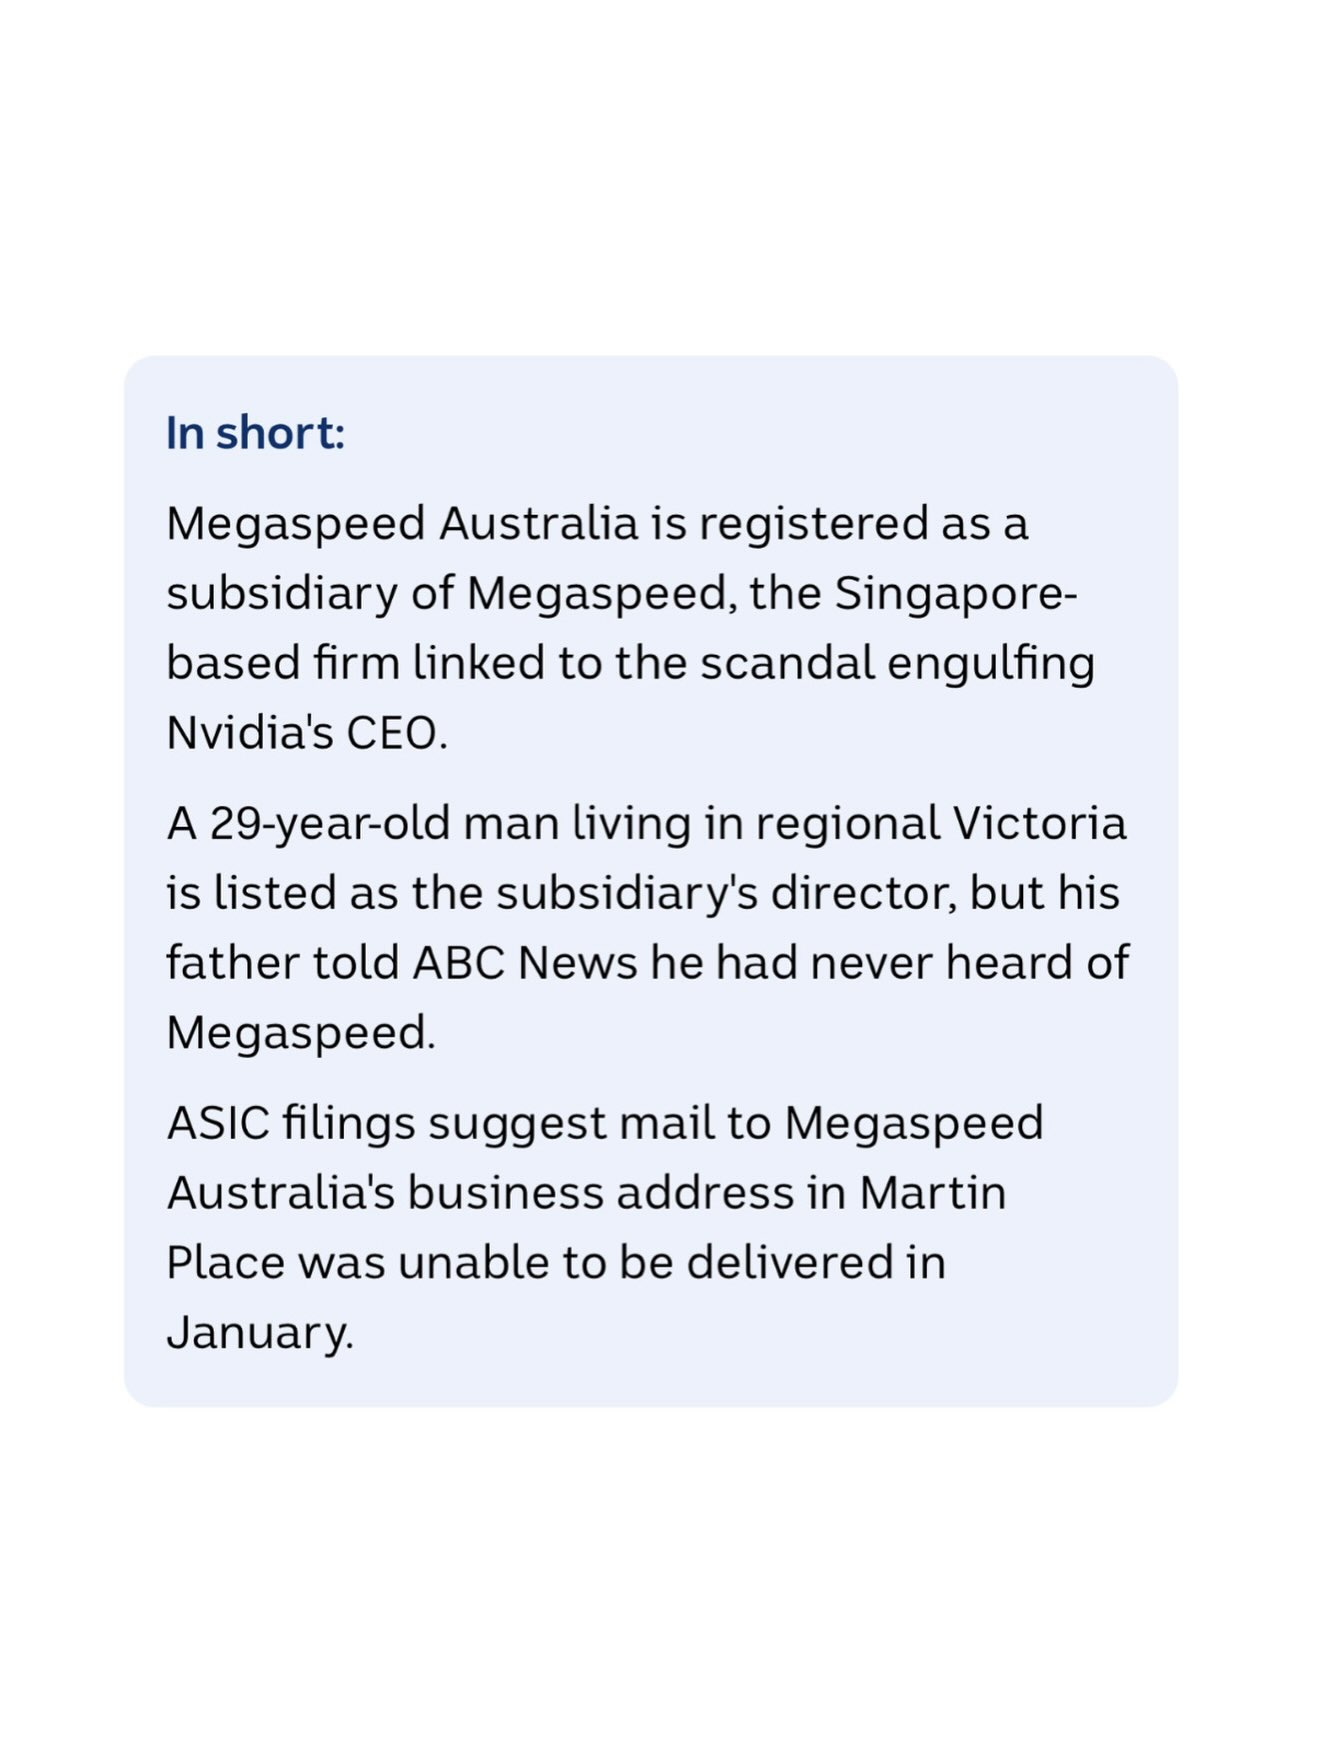 In short:
Megaspeed Australia is registered as a
subsidiary of Megaspeed, the Singapore-
based firm linked to the scandal engulfing
Nvidia's CEO.
A 29-year-old man living in regional Victoria
is listed as the subsidiary's director, but his
father told ABC News he had never heard of
Megaspeed.
ASIC filings suggest mail to Megaspeed
Australia's business address in Martin
Place was unable to be delivered in
January.